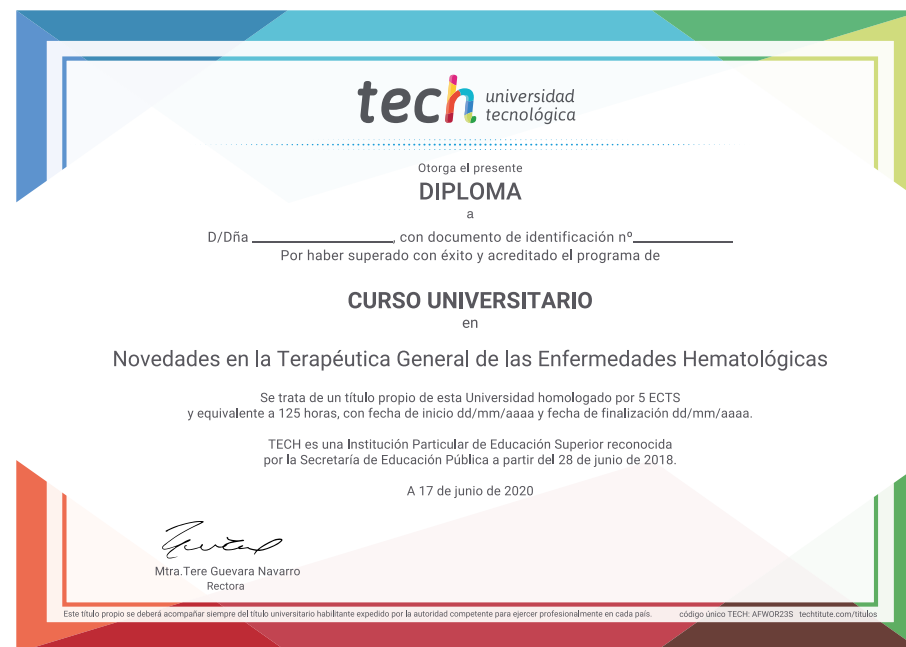 tech universidad
tecnológica
Otorga el presente
DIPLOMA
a
D/Dña ____________________, con documento de identificación nº______________
Por haber superado con éxito y acreditado el programa de
CURSO UNIVERSITARIO
en
Novedades en la Terapéutica General de las Enfermedades Hematológicas
Se trata de un título propio de esta Universidad homologado por 5 ECTS
y equivalente a 125 horas, con fecha de inicio dd/mm/aaaa y fecha de finalización dd/mm/aaaa.
TECH es una Institución Particular de Educación Superior reconocida
por la Secretaría de Educación Pública a partir del 28 de junio de 2018.
A 17 de junio de 2020
Mtra.Tere Guevara Navarro
Rectora
Este título propio se deberá acompañar siempre del título universitario habilitante expedido por la autoridad competente para ejercer profesionalmente en cada país. código único TECH: AFWOR23S techtitute.com/títulos